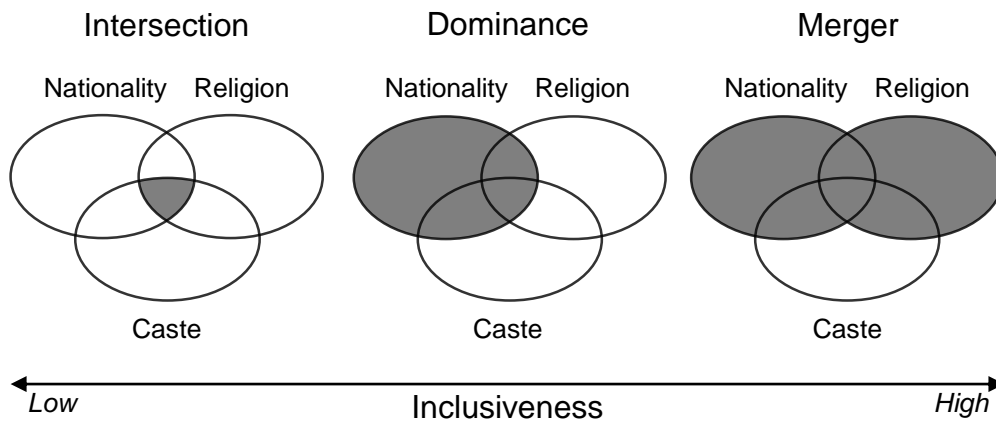 Intersection Dominance Merger
Nationality Religion Nationality Religion Nationality Religion
Caste Caste Caste
Low Inclusiveness High